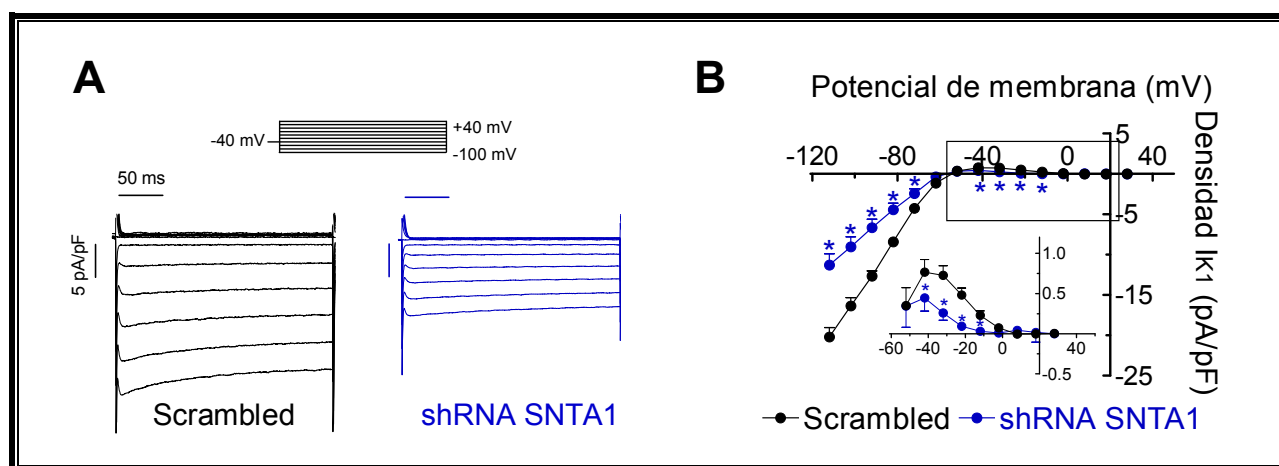 A
-40 mV
+40 mV
-100 mV
50 ms
5 pA/pF
Scrambled
shRNA SNTA1
B
Potencial de membrana (mV)
Densidad IK1 (pA/pF)
-120 -80 -40 0 40
5
-5
-15
-25
* * * * *
* * * *
1.0
0.5
0.0
-0.5
-60 -40 -20 0 40
* * * *
Scrambled shRNA SNTA1